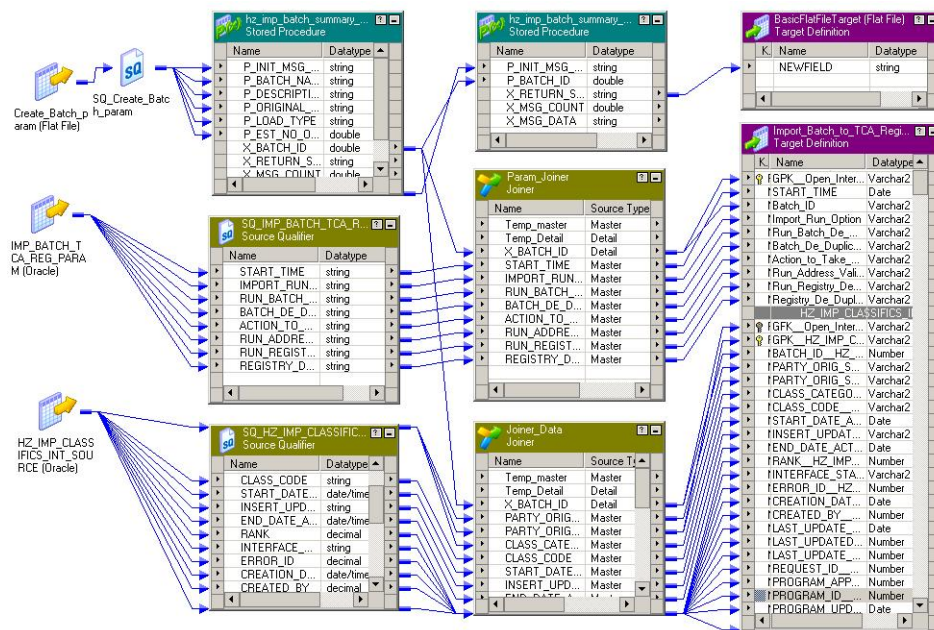 hz_imp_batch_summary_...
Stored Procedure
Name Datatype
P_INIT_MSG_... string
P_BATCH_NA... string
P_DESCRIPTI... string
P_ORIGINAL_... string
P_LOAD_TYPE string
P_EST_NO_O... double
X_BATCH_ID double
X_RETURN_S... string
X_MSG_COUNT double
hz_imp_batch_summary_...
Stored Procedure
Name Datatype
P_INIT_MSG_... string
P_BATCH_ID double
X_RETURN_S... string
X_MSG_COUNT double
X_MSG_DATA string
BasicFlatFileTarget (Flat File)
Target Definition
K. Name Datatype
NEWFIELD string
Create_Batch_p
aram (Flat File)
SQ_Create_Batc
h_param
IMP_BATCH_T
CA_REG_PARA
M (Oracle)
SQ_IMP_BATCH_TCA_R...
Source Qualifier
Name Datatype
START_TIME string
IMPORT_RUN... string
RUN_BATCH_... string
BATCH_DE_D... string
ACTION_TO_... string
RUN_ADDRE... string
RUN_REGIST... string
REGISTRY_D... string
Param_Joiner
Joiner
Name Source Type
Temp_master Master
Temp_Detail Detail
X_BATCH_ID Detail
START_TIME Master
IMPORT_RUN... Master
RUN_BATCH_... Master
BATCH_DE_D... Master
ACTION_TO_... Master
RUN_ADDRE... Master
RUN_REGIST... Master
REGISTRY_D... Master
HZ_IMP_CLASS
IFICS_INT_SOU
RCE (Oracle)
SQ_HZ_IMP_CLASSIFIC...
Source Qualifier
Name Datatype
CLASS_CODE string
START_DATE... date/time
INSERT_UPD... string
END_DATE_A... date/time
RANK decimal
INTERFACE_... string
ERROR_ID decimal
CREATION_D... date/time
CREATED_BY decimal
Joiner_Data
Joiner
Name Source Ty
Temp_master Master
Temp_Detail Detail
X_BATCH_ID Detail
PARTY_ORIG... Master
PARTY_ORIG... Master
CLASS_CATE... Master
CLASS_CODE Master
START_DATE... Master
INSERT_UPD... Master
END_DATE_A... Master
Import_Batch_to_TCA_Regi...
Target Definition
K. Name Datatype
GPK__Open_Inter... Varchar2
START_TIME Date
Batch_ID Varchar2
Import_Run_Option Varchar2
Run_Batch_De_... Varchar2
Batch_De_Duplic... Varchar2
Action_to_Take_... Varchar2
Run_Address_Vali... Varchar2
Run_Registry_De... Varchar2
Registry_De_Dupl... Varchar2
HZ_IMP_CLASSIFICS_I
GFK__Open_Inter... Varchar2
GPK__HZ_IMP_C... Varchar2
BATCH_ID__HZ_... Number
PARTY_ORIG_S... Varchar2
PARTY_ORIG_S... Varchar2
CLASS_CATEGO... Varchar2
CLASS_CODE__... Varchar2
START_DATE_A... Date
INSERT_UPDAT... Varchar2
END_DATE_ACT... Date
RANK__HZ_IMP... Number
INTERFACE_STA... Varchar2
ERROR_ID__HZ... Number
CREATION_DAT... Date
CREATED_BY__... Number
LAST_UPDATE_... Date
LAST_UPDATED... Number
LAST_UPDATE_... Number
REQUEST_ID__... Number
PROGRAM_APP... Number
PROGRAM_ID__... Number
PROGRAM_UPD... Date